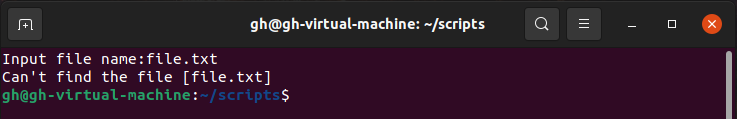 gh@gh-virtual-machine: ~/scripts
Input file name:file.txt
Can't find the file [file.txt]
gh@gh-virtual-machine:~/scripts$